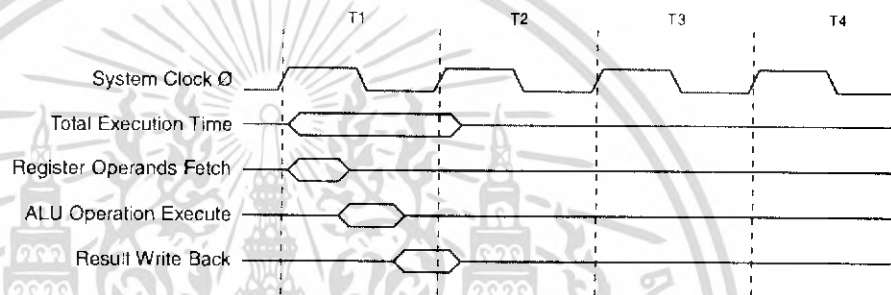 T1 T2 T3 T4
System Clock Ø
Total Execution Time
Register Operands Fetch
ALU Operation Execute
Result Write Back